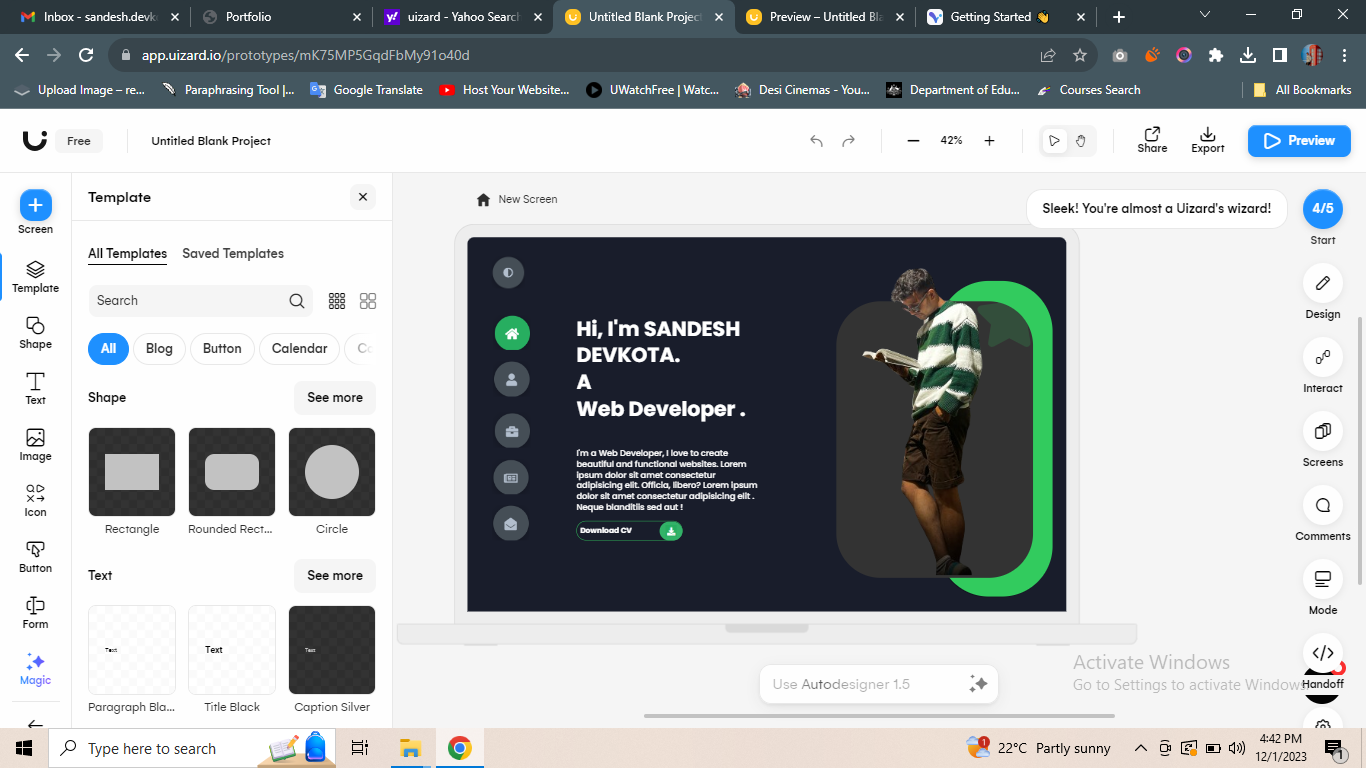 Inbox - sandesh.devk
Portfolio
uizard - Yahoo Search
Untitled Blank Project
Preview – Untitled Bla
Getting Started 👋
app.uizard.io/prototypes/mK75MP5GqdFbMy91o40d
Upload Image – re...
Paraphrasing Tool |...
Google Translate
Host Your Website...
UWatchFree | Watc...
Desi Cinemas - You...
Department of Edu...
Courses Search
All Bookmarks
Free
Untitled Blank Project
42%
Share
Export
Preview
Screen
Template
Shape
Text
Image
Icon
Button
Form
Magic
Template
All Templates
Saved Templates
Search
All
Blog
Button
Calendar
Co
Shape
See more
Rectangle
Rounded Rect...
Circle
Text
See more
Text
Text
Text
Paragraph Bla...
Title Black
Caption Silver
New Screen
Hi, I'm SANDESH
DEVKOTA.
A
Web Developer .
I'm a Web Developer, I love to create
beautiful and functional websites. Lorem
ipsum dolor sit amet consectetur
adipisicing elit. Officia, libero? Lorem ipsum
dolor sit amet consectetur adipisicing elit .
Neque blanditiis sed aut !
Download CV
Use Autodesigner 1.5
Sleek! You're almost a Uizard's wizard!
4/5
Start
Design
Interact
Screens
Comments
Mode
Handoff
Activate Windows
Go to Settings to activate Windows.
Type here to search
1
22°C Partly sunny
4:42 PM
12/1/2023
1